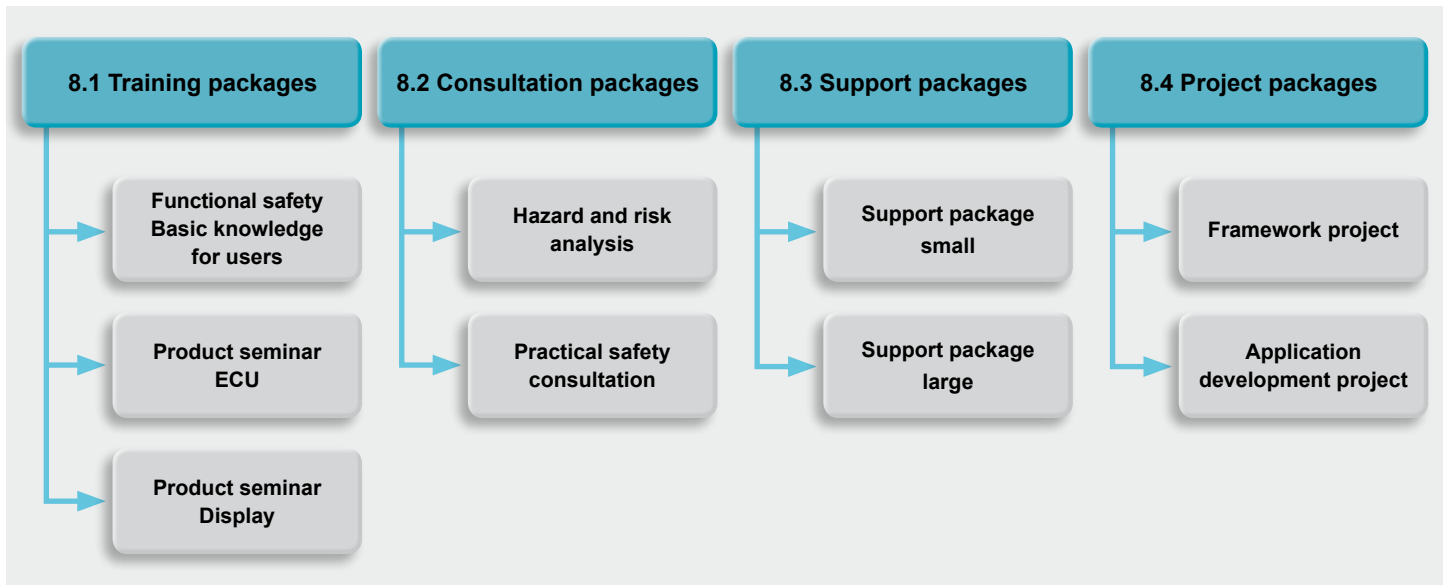 8.1 Training packages
Functional safety
Basic knowledge
for users
Product seminar
ECU
Product seminar
Display
8.2 Consultation packages
Hazard and risk
analysis
Practical safety
consultation
8.3 Support packages
Support package
small
Support package
large
8.4 Project packages
Framework project
Application
development project